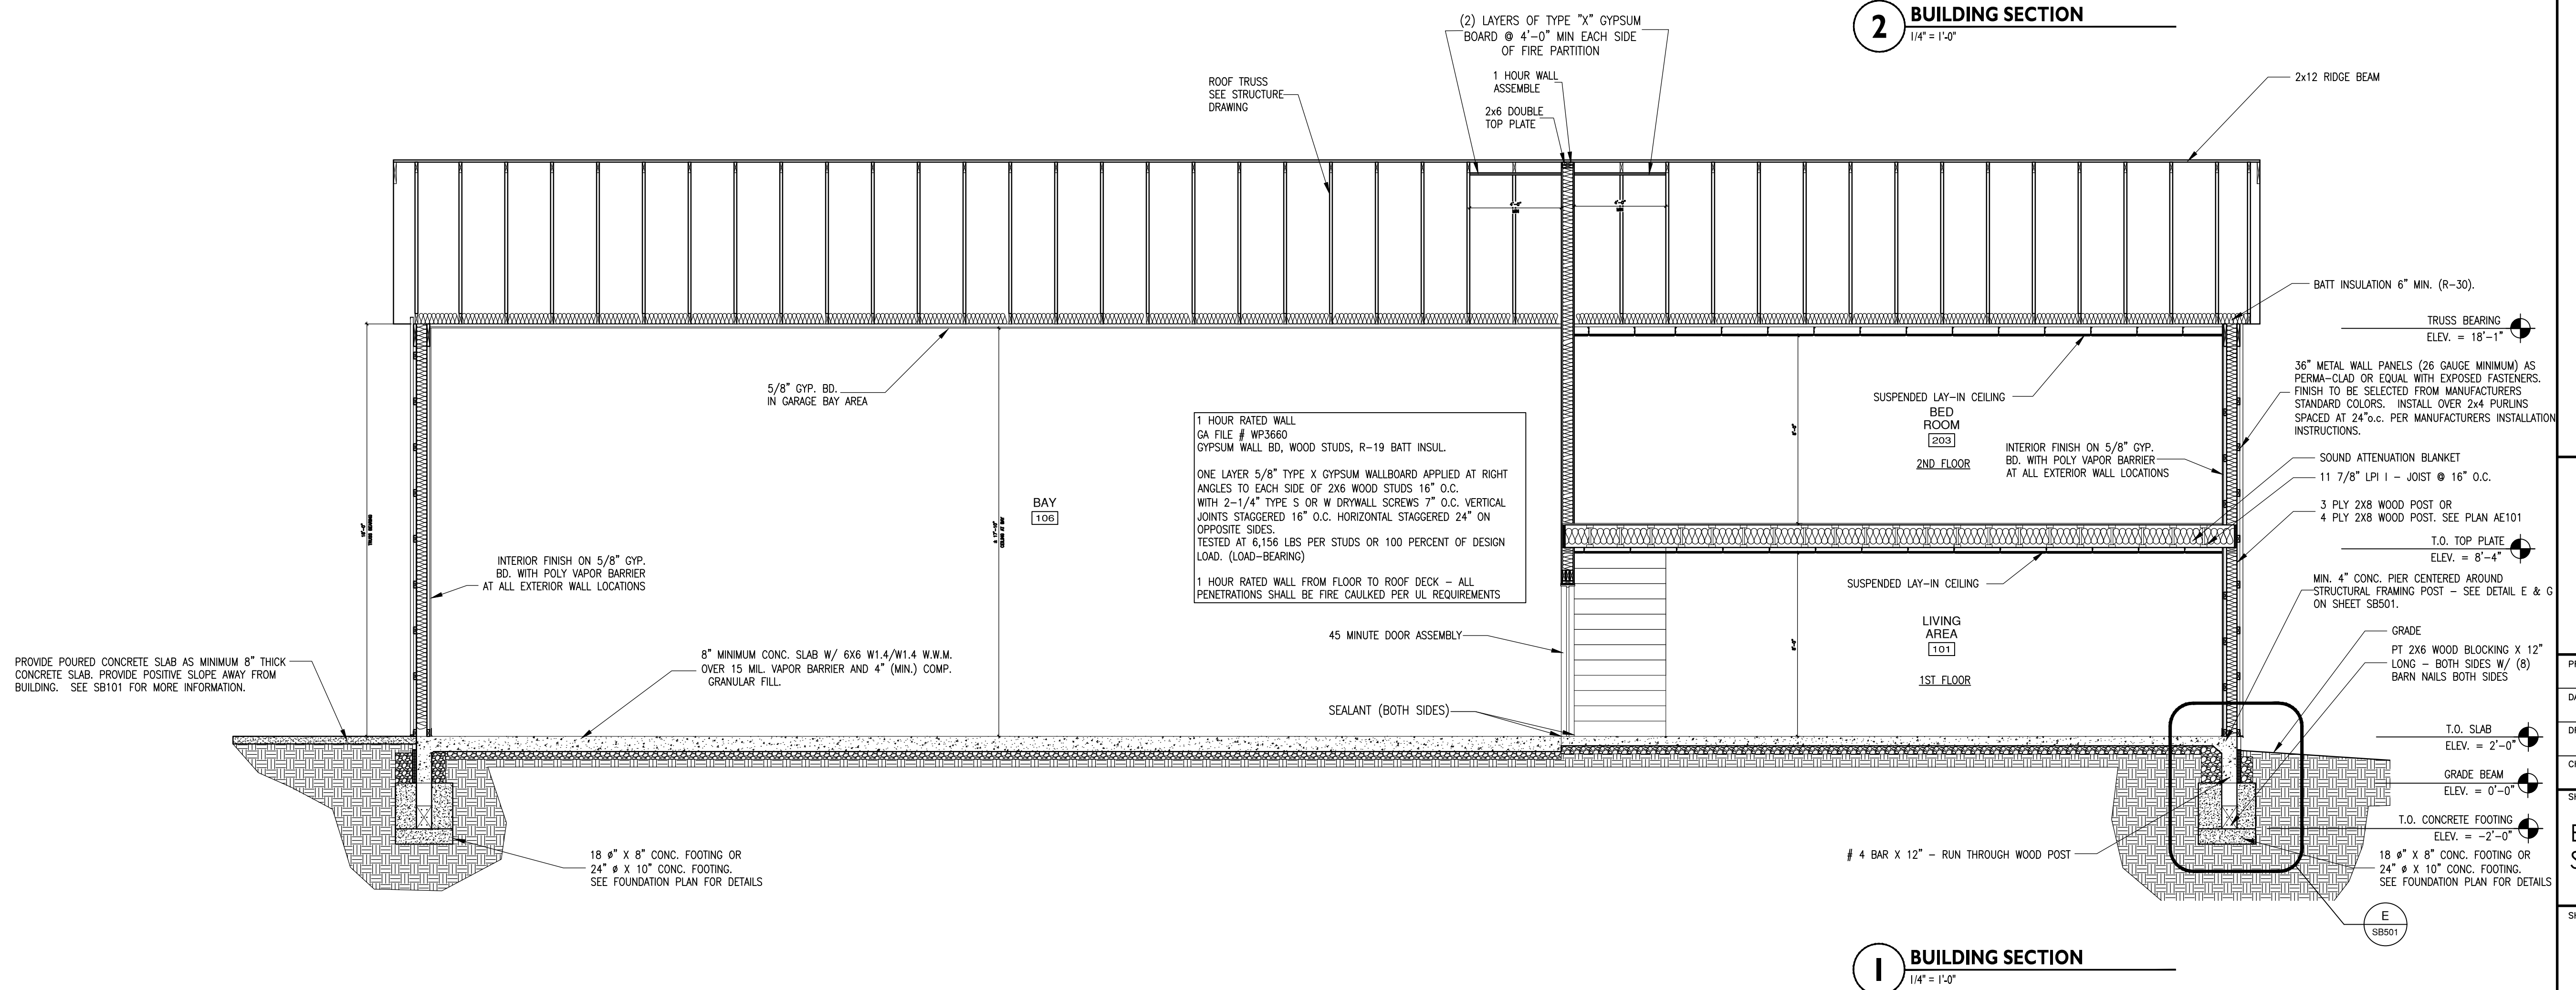 2
BUILDING SECTION
1/4" = 1'-0"
(2) LAYERS OF TYPE "X" GYPSUM
BOARD @ 4'-0" MIN EACH SIDE
OF FIRE PARTITION
1 HOUR WALL
ASSEMBLE
2x6 DOUBLE
TOP PLATE
ROOF TRUSS
SEE STRUCTURE
DRAWING
2x12 RIDGE BEAM
BATT INSULATION 6" MIN. (R-30).
TRUSS BEARING
ELEV. = 18'-1"
36" METAL WALL PANELS (26 GAUGE MINIMUM) AS
PERMA-CLAD OR EQUAL WITH EXPOSED FASTENERS.
FINISH TO BE SELECTED FROM MANUFACTURERS
STANDARD COLORS. INSTALL OVER 2x4 PURLINS
SPACED AT 24"o.c. PER MANUFACTURERS INSTALLATION
INSTRUCTIONS.
5/8" GYP. BD.
IN GARAGE BAY AREA
SUSPENDED LAY-IN CEILING
BED
ROOM
203
2ND FLOOR
INTERIOR FINISH ON 5/8" GYP.
BD. WITH POLY VAPOR BARRIER
AT ALL EXTERIOR WALL LOCATIONS
1 HOUR RATED WALL
GA FILE # WP3660
GYPSUM WALL BD, WOOD STUDS, R-19 BATT INSUL.
ONE LAYER 5/8" TYPE X GYPSUM WALLBOARD APPLIED AT RIGHT
ANGLES TO EACH SIDE OF 2X6 WOOD STUDS 16" O.C.
WITH 2-1/4" TYPE S OR W DRYWALL SCREWS 7" O.C. VERTICAL
JOINTS STAGGERED 16" O.C. HORIZONTAL STAGGERED 24" ON
OPPOSITE SIDES.
TESTED AT 6,156 LBS PER STUDS OR 100 PERCENT OF DESIGN
LOAD. (LOAD-BEARING)
1 HOUR RATED WALL FROM FLOOR TO ROOF DECK - ALL
PENETRATIONS SHALL BE FIRE CAULKED PER UL REQUIREMENTS
BAY
106
SOUND ATTENUATION BLANKET
11 7/8" LPI I - JOIST @ 16" O.C.
3 PLY 2X8 WOOD POST OR
4 PLY 2X8 WOOD POST. SEE PLAN AE101
T.O. TOP PLATE
ELEV. = 8'-4"
INTERIOR FINISH ON 5/8" GYP.
BD. WITH POLY VAPOR BARRIER
AT ALL EXTERIOR WALL LOCATIONS
SUSPENDED LAY-IN CEILING
MIN. 4" CONC. PIER CENTERED AROUND
STRUCTURAL FRAMING POST - SEE DETAIL E & G
ON SHEET SB501.
LIVING
AREA
101
1ST FLOOR
45 MINUTE DOOR ASSEMBLY
GRADE
PT 2X6 WOOD BLOCKING X 12"
LONG - BOTH SIDES W/ (8)
BARN NAILS BOTH SIDES
PROVIDE POURED CONCRETE SLAB AS MINIMUM 8" THICK
CONCRETE SLAB. PROVIDE POSITIVE SLOPE AWAY FROM
BUILDING. SEE SB101 FOR MORE INFORMATION.
8" MINIMUM CONC. SLAB W/ 6X6 W1.4/W1.4 W.W.M.
OVER 15 MIL. VAPOR BARRIER AND 4" (MIN.) COMP.
GRANULAR FILL.
SEALANT (BOTH SIDES)
T.O. SLAB
ELEV. = 2'-0"
GRADE BEAM
ELEV. = 0'-0"
T.O. CONCRETE FOOTING
ELEV. = -2'-0"
18 ø" X 8" CONC. FOOTING OR
24" ø X 10" CONC. FOOTING.
SEE FOUNDATION PLAN FOR DETAILS
# 4 BAR X 12" - RUN THROUGH WOOD POST
18 ø" X 8" CONC. FOOTING OR
24" ø X 10" CONC. FOOTING.
SEE FOUNDATION PLAN FOR DETAILS
E
SB501
1
BUILDING SECTION
1/4" = 1'-0"